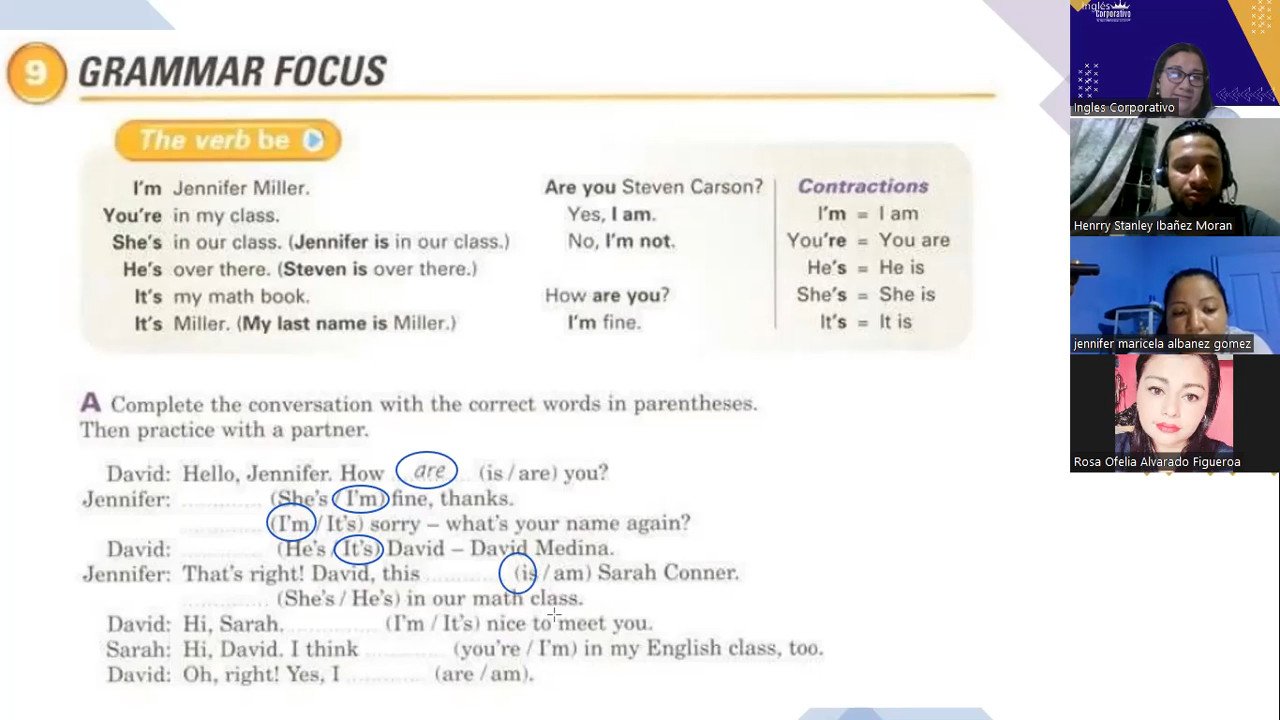 9 GRAMMAR FOCUS
The verb be
I'm Jennifer Miller.
You're in my class.
She's in our class. (Jennifer is in our class.)
He's over there. (Steven is over there.)
It's my math book.
It's Miller. (My last name is Miller.)
Are you Steven Carson?
Yes, I am.
No, I'm not.
How are you?
I'm fine.
Contractions
I'm = I am
You're = You are
He's = He is
She's = She is
It's = It is
A Complete the conversation with the correct words in parentheses.
Then practice with a partner.
David: Hello, Jennifer. How are (is / are) you?
Jennifer: (She's / I'm) fine, thanks.
(I'm / It's) sorry – what's your name again?
David: (He's / It's) David – David Medina.
Jennifer: That's right! David, this (is / am) Sarah Conner.
(She's / He's) in our math class.
David: Hi, Sarah. (I'm / It's) nice to meet you.
Sarah: Hi, David. I think (you're / I'm) in my English class, too.
David: Oh, right! Yes, I (are / am).
Inglés
corporativo
Ingles Corporativo
Henrry Stanley Ibañez Moran
jennifer maricela albanez gomez
Rosa Ofelia Alvarado Figueroa